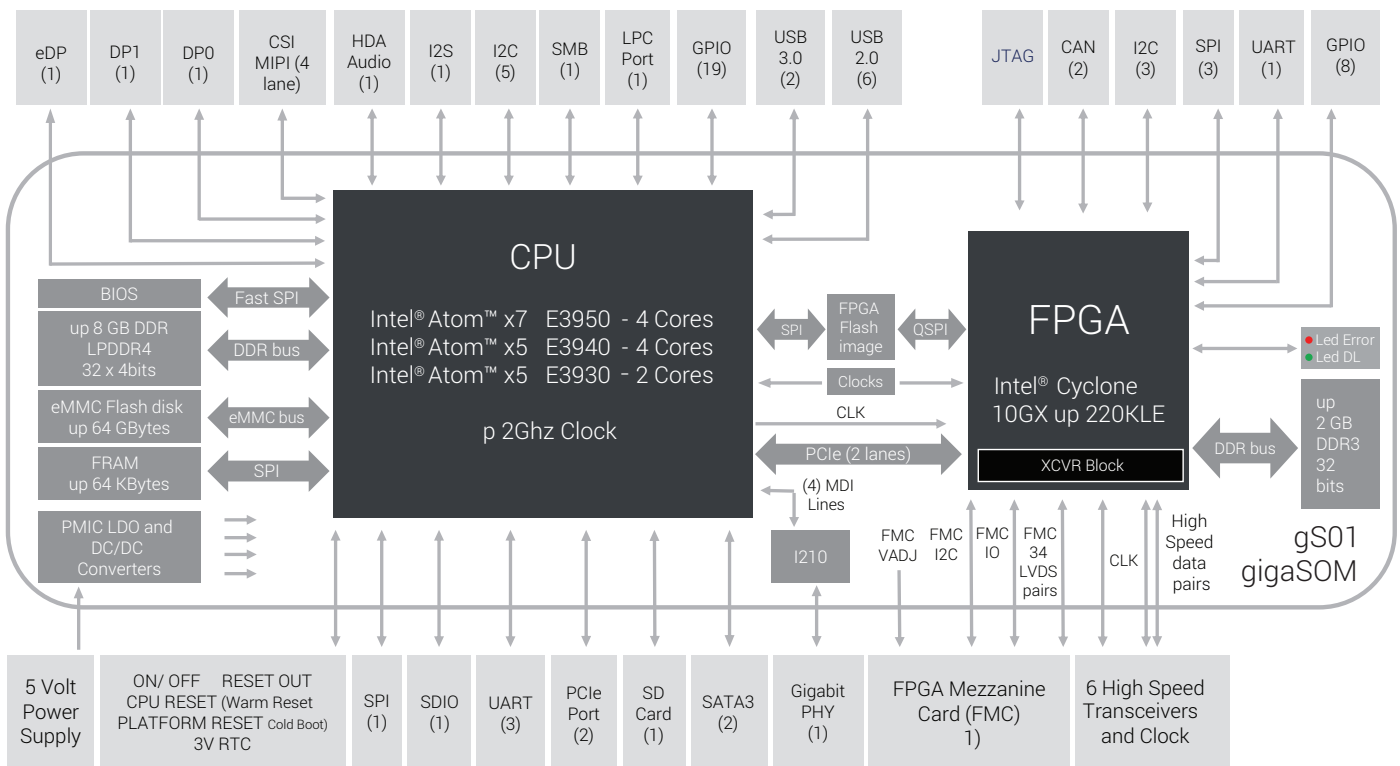 eDP
(1)
DP1
(1)
DP0
(1)
CSI
MIPI (4
lane)
HDA
Audio
(1)
I2S
(1)
I2C
(5)
SMB
(1)
LPC
Port
(1)
GPIO
(19)
USB
3.0
(2)
USB
2.0
(6)
JTAG
CAN
(2)
I2C
(3)
SPI
(3)
UART
(1)
GPIO
(8)
BIOS
up 8 GB DDR
LPDDR4
32 x 4bits
eMMC Flash disk
up 64 GBytes
FRAM
up 64 KBytes
PMIC LDO and
DC/DC
Converters
Fast SPI
DDR bus
eMMC bus
SPI
CPU
Intel® Atom™ x7 E3950 - 4 Cores
Intel® Atom™ x5 E3940 - 4 Cores
Intel® Atom™ x5 E3930 - 2 Cores
p 2Ghz Clock
SPI
FPGA
Flash
image
QSPI
Clocks
CLK
PCIe (2 lanes)
(4) MDI
Lines
I210
FPGA
Intel® Cyclone
10GX up 220KLE
XCVR Block
Led Error
Led DL
DDR bus
up
2 GB
DDR3
32
bits
FMC
VADJ
FMC
I2C
FMC
IO
FMC
34
LVDS
pairs
CLK
High
Speed
data
pairs
gS01
gigaSOM
5 Volt
Power
Supply
ON/ OFF RESET OUT
CPU RESET (Warm Reset
PLATFORM RESET Cold Boot)
3V RTC
SPI
(1)
SDIO
(1)
UART
(3)
PCIe
Port
(2)
SD
Card
(1)
SATA3
(2)
Gigabit
PHY
(1)
FPGA Mezzanine
Card (FMC)
1)
6 High Speed
Transceivers
and Clock